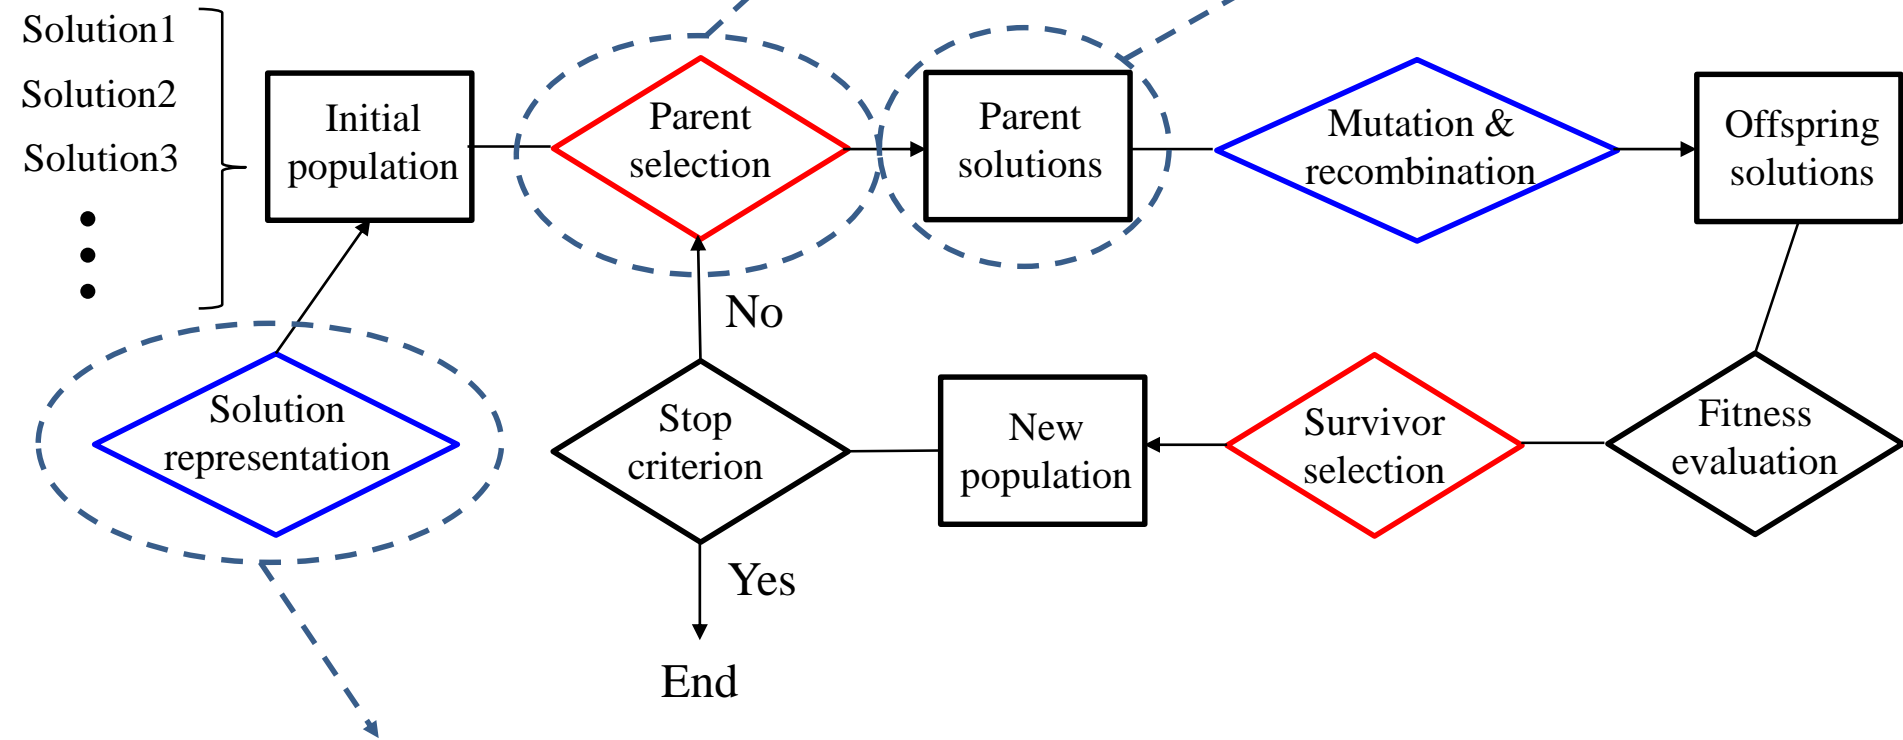 Solution1
Solution2
Solution3
Initial
population
Parent
selection
Parent
solutions
Mutation &
recombination
Offspring
solutions
No
Solution
representation
Stop
criterion
New
population
Survivor
selection
Fitness
evaluation
Yes
End